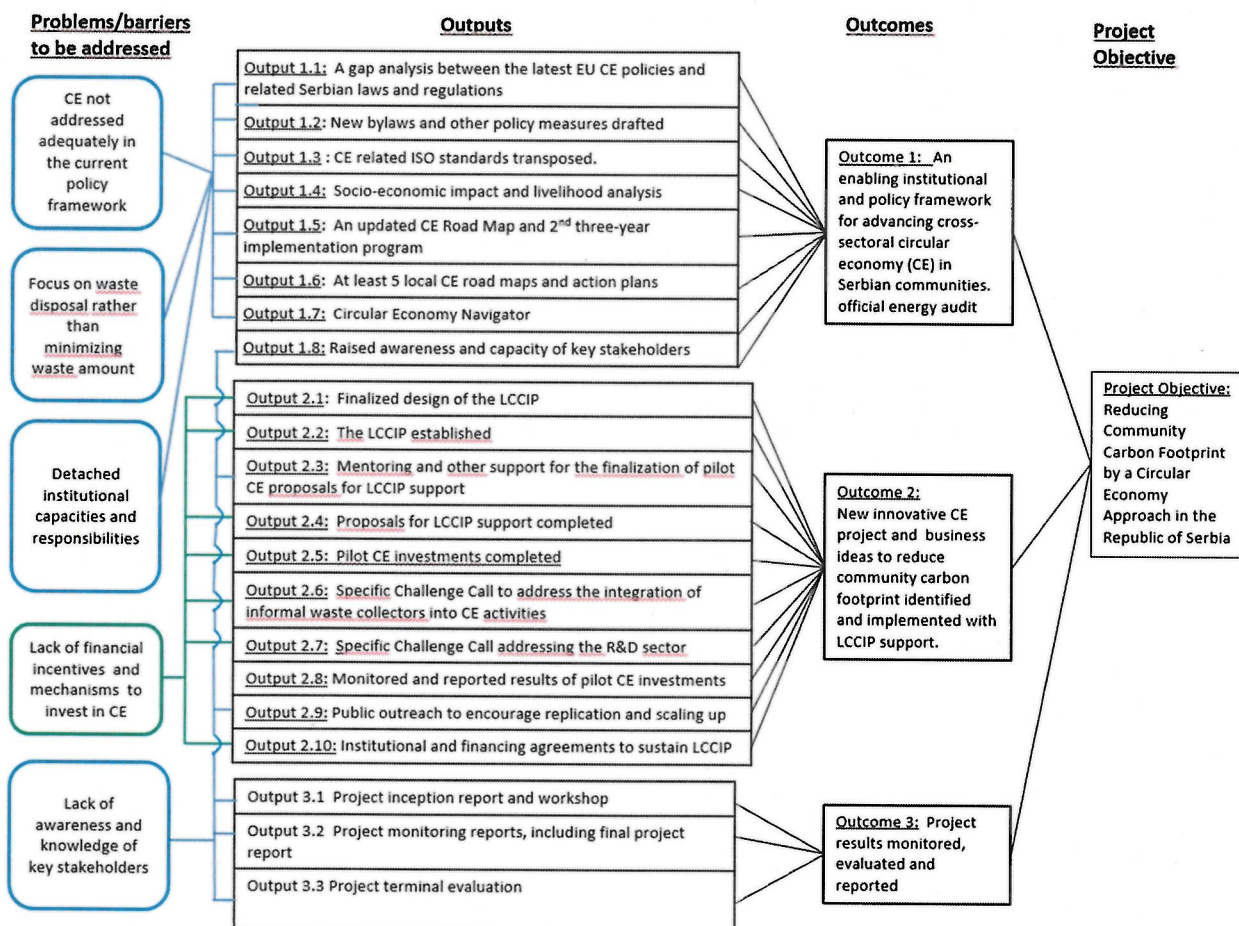 Problems/barriers
to be addressed
CE not
addressed
adequately in
the current
policy
framework
Focus on waste
disposal rather
than
minimizing
waste amount
Detached
institutional
capacities and
responsibilities
Lack of financial
incentives and
mechanisms to
invest in CE
Lack of
awareness and
knowledge of
key stakeholders
Outputs
Output 1.1: A gap analysis between the latest EU CE policies and
related Serbian laws and regulations
Output 1.2: New bylaws and other policy measures drafted
Output 1.3 : CE related ISO standards transposed.
Output 1.4: Socio-economic impact and livelihood analysis
Output 1.5: An updated CE Road Map and 2nd three-year
implementation program
Output 1.6: At least 5 local CE road maps and action plans
Output 1.7: Circular Economy Navigator
Output 1.8: Raised awareness and capacity of key stakeholders
Output 2.1: Finalized design of the LCCIP
Output 2.2: The LCCIP established
Output 2.3: Mentoring and other support for the finalization of pilot
CE proposals for LCCIP support
Output 2.4: Proposals for LCCIP support completed
Output 2.5: Pilot CE investments completed
Output 2.6: Specific Challenge Call to address the integration of
informal waste collectors into CE activities
Output 2.7: Specific Challenge Call addressing the R&D sector
Output 2.8: Monitored and reported results of pilot CE investments
Output 2.9: Public outreach to encourage replication and scaling up
Output 2.10: Institutional and financing agreements to sustain LCCIP
Output 3.1 Project inception report and workshop
Output 3.2 Project monitoring reports, including final project
report
Output 3.3 Project terminal evaluation
Outcomes
Outcome 1: An
enabling institutional
and policy framework
for advancing cross-
sectoral circular
economy (CE) in
Serbian communities.
official energy audit
Outcome 2:
New innovative CE
project and business
ideas to reduce
community carbon
footprint identified
and implemented with
LCCIP support.
Outcome 3: Project
results monitored,
evaluated and
reported
Project
Objective
Project Objective:
Reducing
Community
Carbon Footprint
by a Circular
Economy
Approach in the
Republic of Serbia